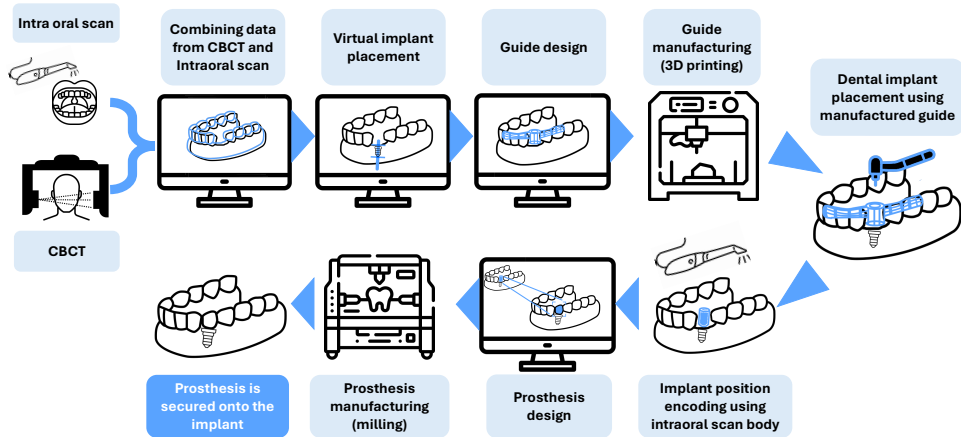 Intra oral scan
Combining data
from CBCT and
Intraoral scan
Virtual implant
placement
Guide design
Guide
manufacturing
(3D printing)
Dental implant
placement using
manufactured guide
CBCT
Prosthesis is
secured onto the
implant
Prosthesis
manufacturing
(milling)
Prosthesis
design
Implant position
encoding using
intraoral scan body